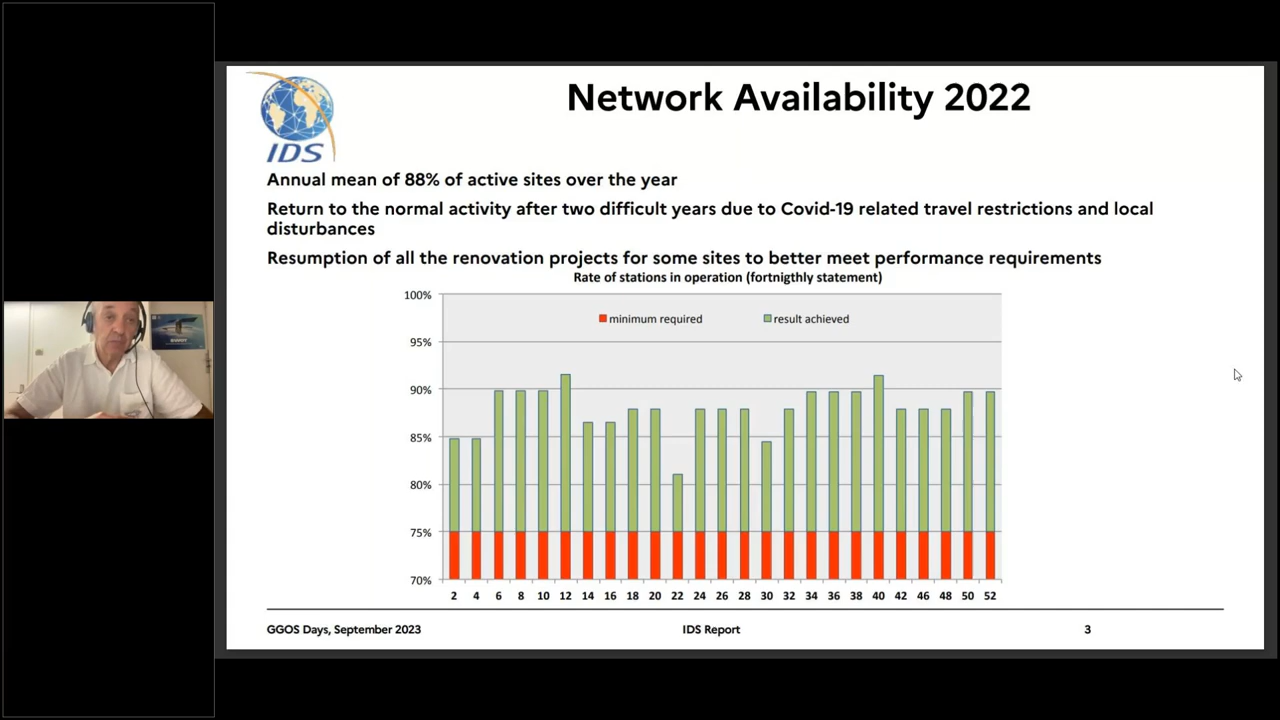 Network Availability 2022
IDS
Annual mean of 88% of active sites over the year
Return to the normal activity after two difficult years due to Covid-19 related travel restrictions and local
disturbances
Resumption of all the renovation projects for some sites to better meet performance requirements
Rate of stations in operation (fortnigthly statement)
minimum required result achieved
100%
95%
90%
85%
80%
75%
70%
2 4 6 8 10 12 14 16 18 20 22 24 26 28 30 32 34 36 38 40 42 46 48 50 52
GGOS Days, September 2023 IDS Report 3